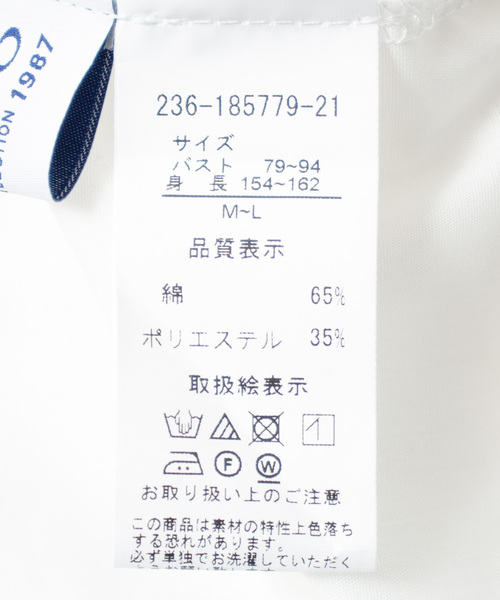 1987
236-185779-21
サイズ
バスト 79~94
身 長 154~162
M~L
品質表示
綿 65%
ポリエステル 35%
取扱絵表示
F
W
お取り扱い上のご注意
この商品は素材の特性上色落ち
する恐れがあります。
必ず単独でお洗濯していただく